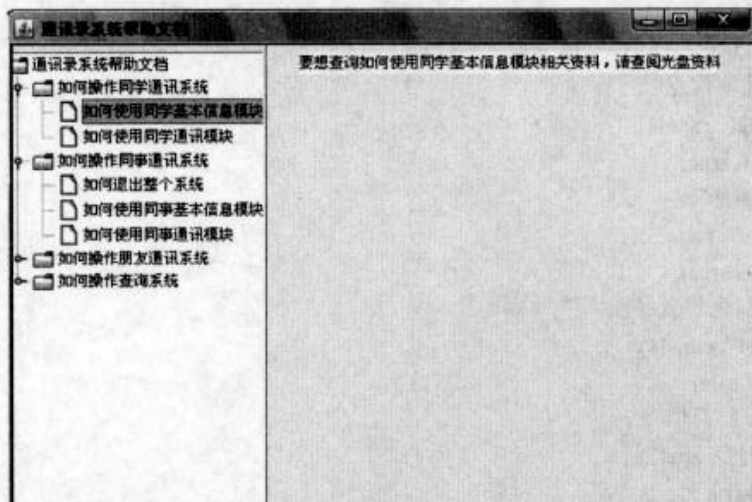 通讯录系统帮助文档
通讯录系统帮助文档
如何操作同学通讯系统
如何使用同学基本信息模块
如何使用同学通讯模块
如何操作同事通讯系统
如何退出整个系统
如何使用同事基本信息模块
如何使用同事通讯模块
如何操作朋友通讯系统
如何操作查询系统
要想查询如何使用同学基本信息模块相关资料，请查阅光盘资料